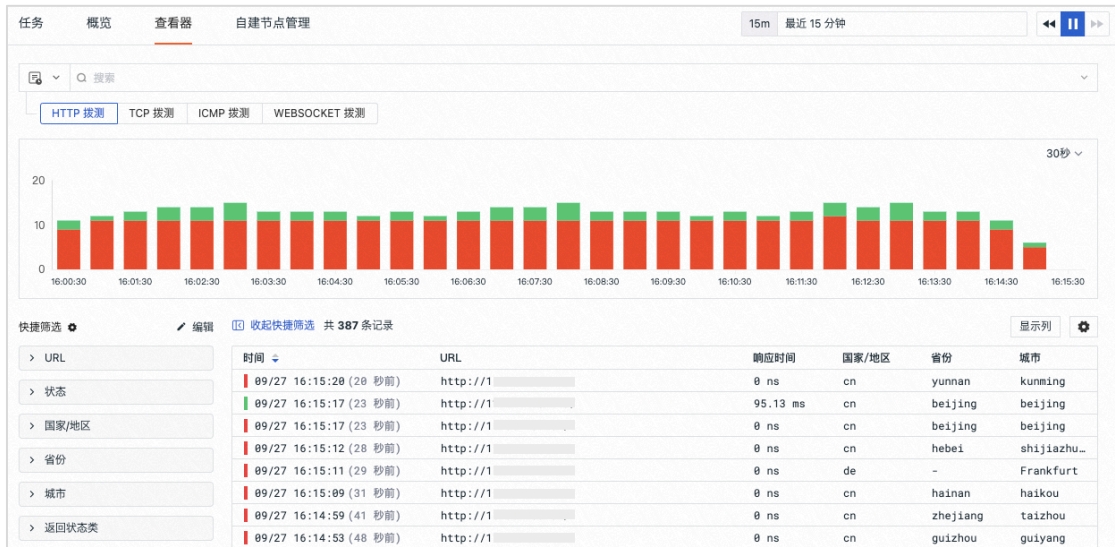 任务 概览 查看器 自建节点管理 15m 最近 15 分钟
搜索
HTTP 拨测 TCP 拨测 ICMP 拨测 WEBSOCKET 拨测
30秒
20
10
0
16:00:30 16:01:30 16:02:30 16:03:30 16:04:30 16:05:30 16:06:30 16:07:30 16:08:30 16:09:30 16:10:30 16:11:30 16:12:30 16:13:30 16:14:30 16:15:30
快捷筛选 编辑 收起快捷筛选 共 387 条记录 显示列
URL
状态
国家/地区
省份
城市
返回状态类
时间 URL 响应时间 国家/地区 省份 城市
09/27 16:15:20 (20 秒前) http://1 0 ns cn yunnan kunming
09/27 16:15:17 (23 秒前) http://1 95.13 ms cn beijing beijing
09/27 16:15:17 (23 秒前) http://1 0 ns cn beijing beijing
09/27 16:15:12 (28 秒前) http://1 0 ns cn hebei shijiazhu…
09/27 16:15:11 (29 秒前) http://1 0 ns de - Frankfurt
09/27 16:15:09 (31 秒前) http://1 0 ns cn hainan haikou
09/27 16:14:59 (41 秒前) http://1 0 ns cn zhejiang taizhou
09/27 16:14:53 (48 秒前) http://1 0 ns cn guizhou guiyang